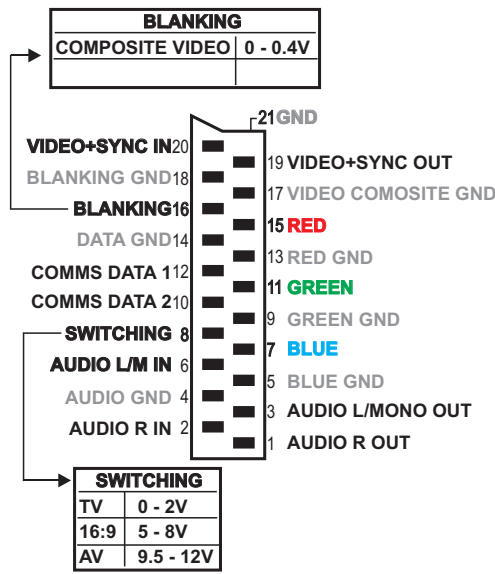 BLANKING
COMPOSITE VIDEO 0 - 0.4V
21 GND
VIDEO+SYNC IN 20
19 VIDEO+SYNC OUT
BLANKING GND 18
17 VIDEO COMOSITE GND
BLANKING 16
15 RED
DATA GND 14
13 RED GND
COMMS DATA 1 12
11 GREEN
COMMS DATA 2 10
9 GREEN GND
SWITCHING 8
7 BLUE
AUDIO L/M IN 6
5 BLUE GND
AUDIO GND 4
3 AUDIO L/MONO OUT
AUDIO R IN 2
1 AUDIO R OUT
SWITCHING
TV 0 - 2V
16:9 5 - 8V
AV 9.5 - 12V